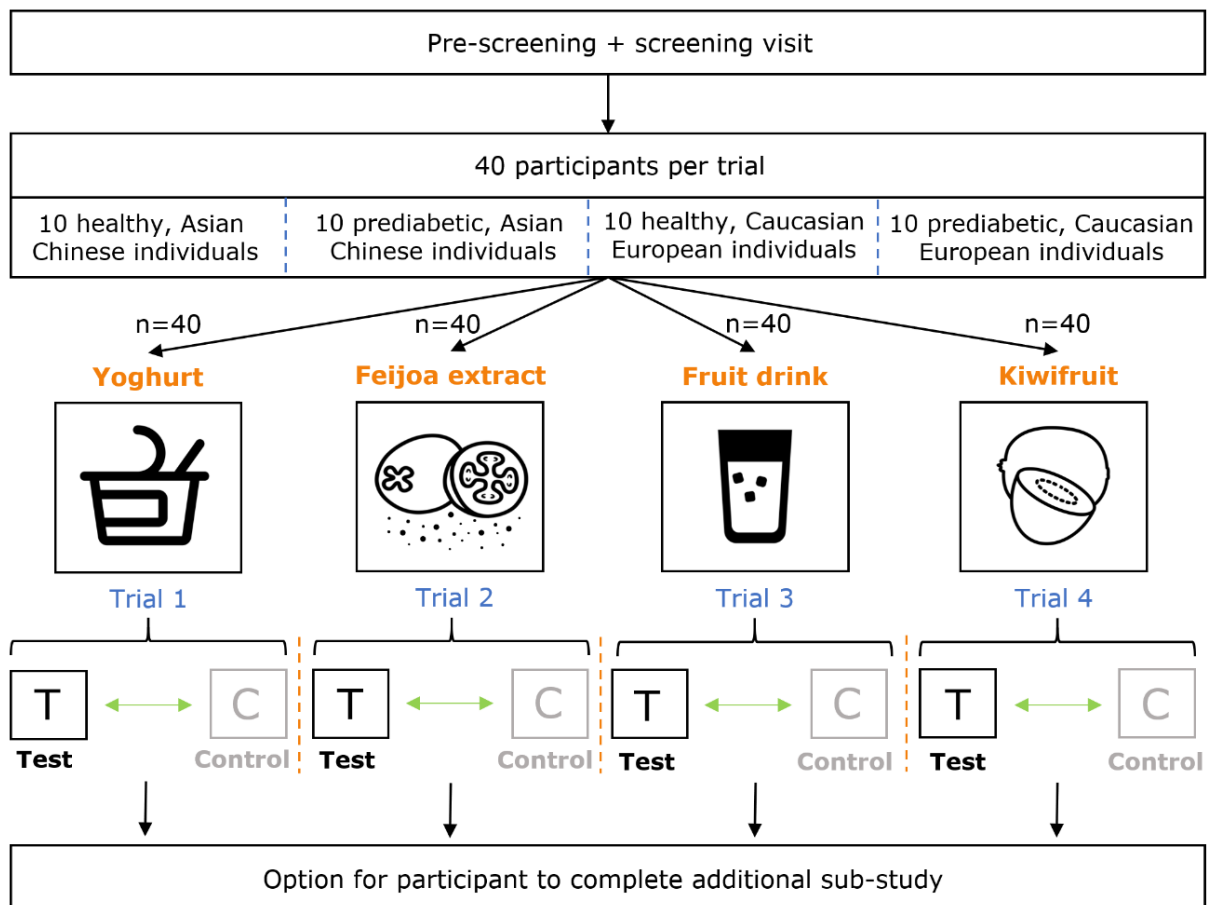 Pre-screening + screening visit
40 participants per trial
10 healthy, Asian
Chinese individuals
10 prediabetic, Asian
Chinese individuals
10 healthy, Caucasian
European individuals
10 prediabetic, Caucasian
European individuals
n=40
n=40
n=40
n=40
Yoghurt
Feijoa extract
Fruit drink
Kiwifruit
Trial 1
Trial 2
Trial 3
Trial 4
T
C
T
C
T
C
T
C
Test
Control
Test
Control
Test
Control
Test
Control
Option for participant to complete additional sub-study